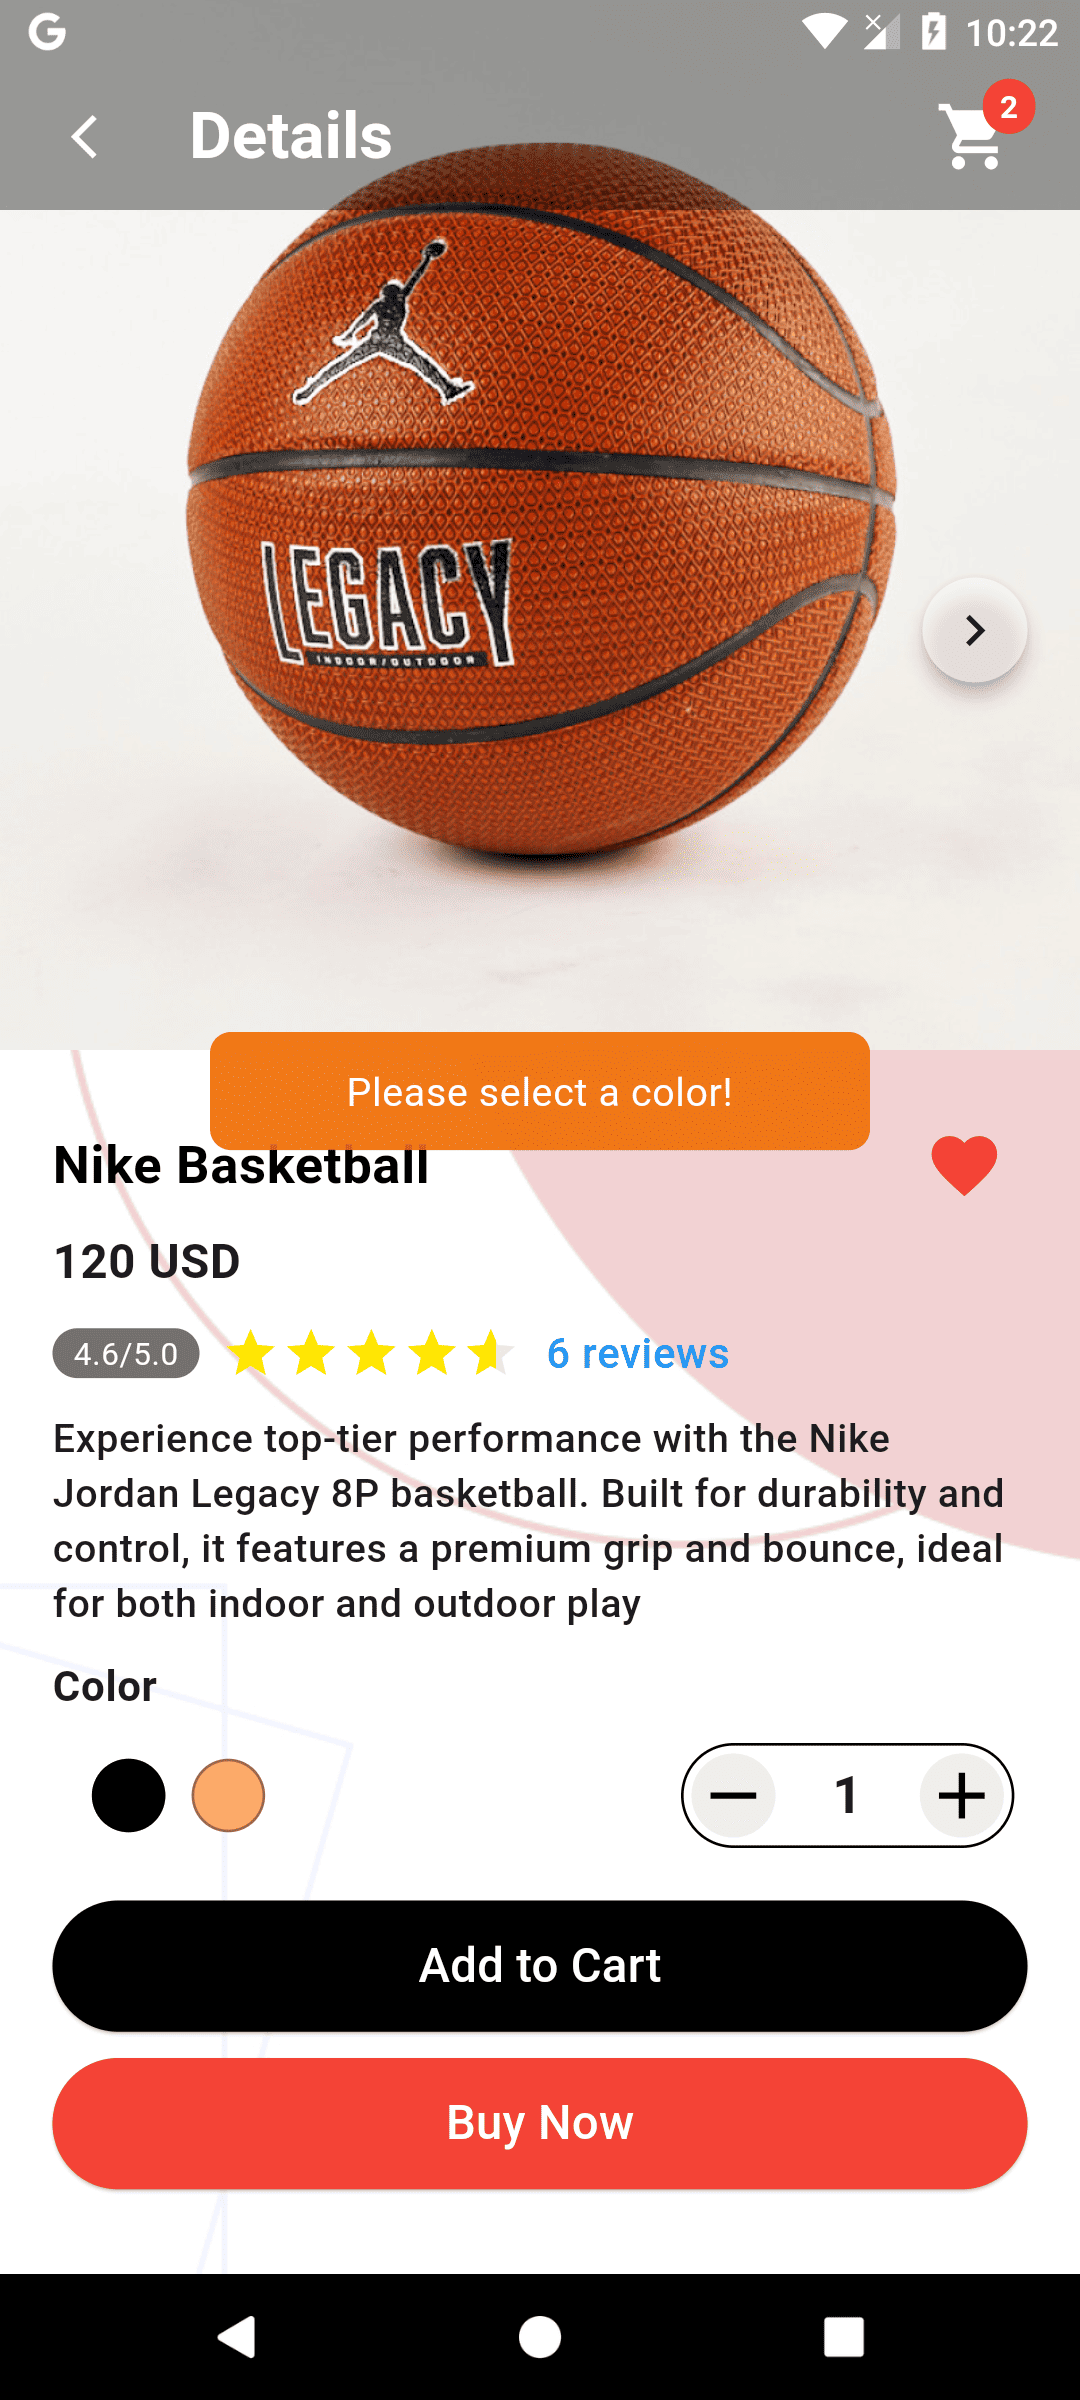 10:22
Details
2
LEGACY
INDOOR/OUTDOOR
Please select a color!
Nike Basketball
120 USD
4.6/5.0
6 reviews
Experience top-tier performance with the Nike
Jordan Legacy 8P basketball. Built for durability and
control, it features a premium grip and bounce, ideal
for both indoor and outdoor play
Color
1
Add to Cart
Buy Now